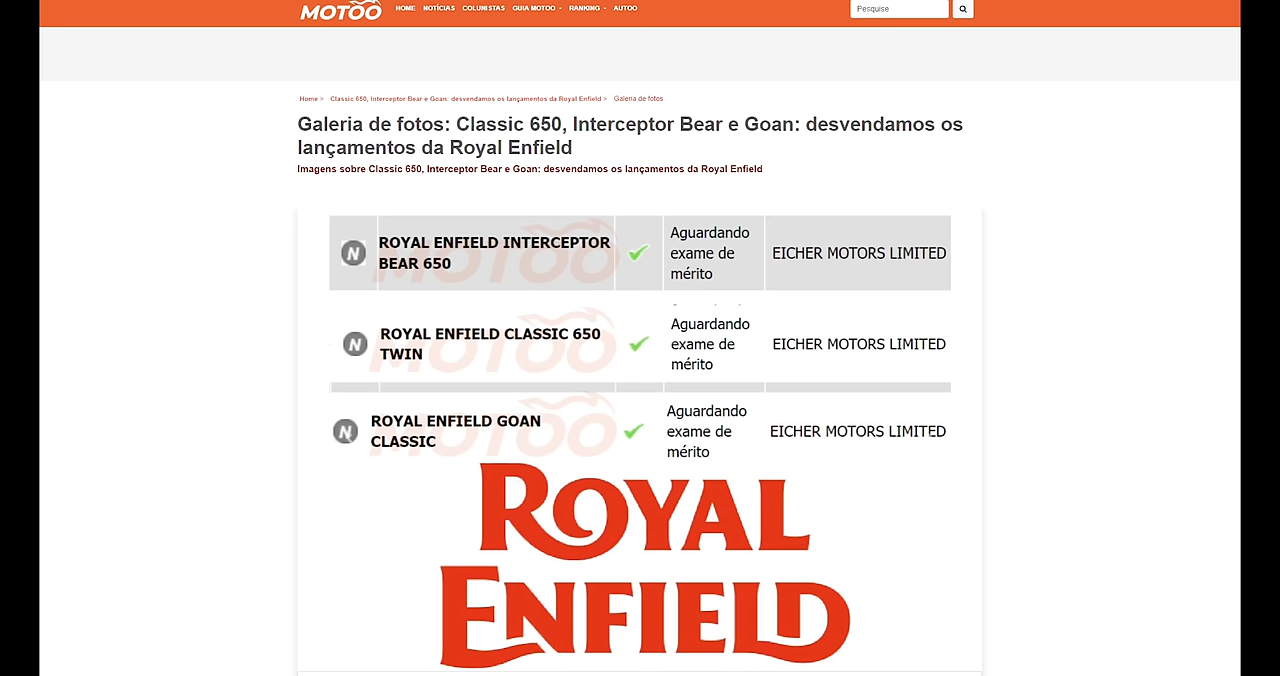 MOTOO
HOME NOTÍCIAS COLUNISTAS GUIA MOTOO RANKING AUTOO
Pesquise
Home > Classic 650, Interceptor Bear e Goan: desvendamos os lançamentos da Royal Enfield > Galeria de fotos
Galeria de fotos: Classic 650, Interceptor Bear e Goan: desvendamos os
lançamentos da Royal Enfield
Imagens sobre Classic 650, Interceptor Bear e Goan: desvendamos os lançamentos da Royal Enfield
MOTOO
N
ROYAL ENFIELD INTERCEPTOR
BEAR 650
Aguardando
exame de
mérito
EICHER MOTORS LIMITED
MOTOO
N
ROYAL ENFIELD CLASSIC 650
TWIN
Aguardando
exame de
mérito
EICHER MOTORS LIMITED
MOTOO
N
ROYAL ENFIELD GOAN
CLASSIC
Aguardando
exame de
mérito
EICHER MOTORS LIMITED
ROYAL
ENFIELD